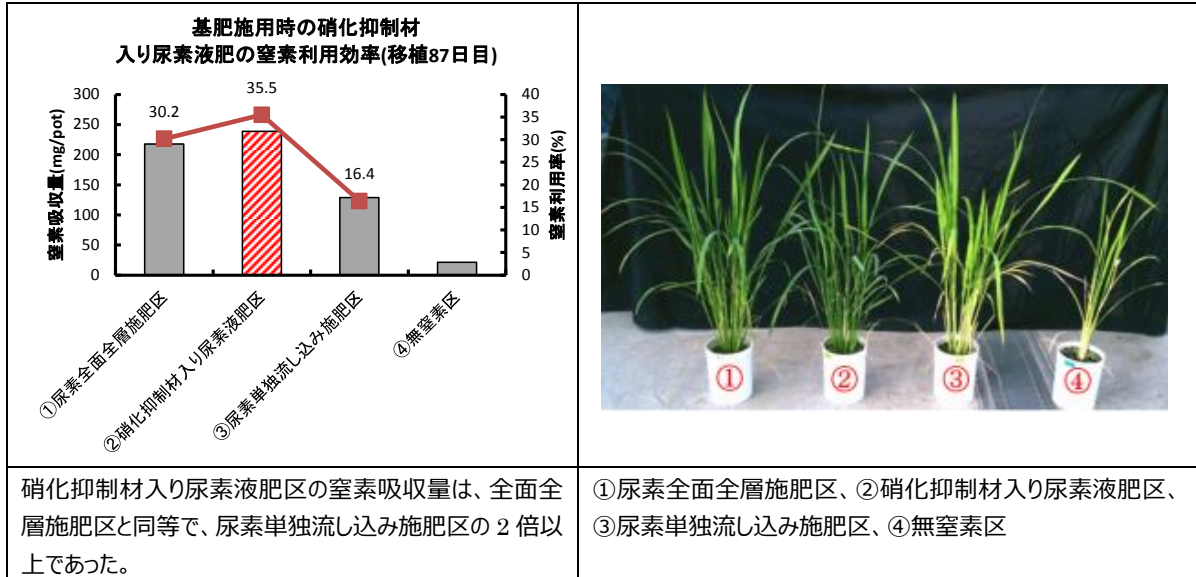 基肥施用時の硝化抑制材
入り尿素液肥の窒素利用効率(移植87日目)
窒素吸収量(mg/pot)
300
250
200
150
100
50
0
30.2
35.5
16.4
40
35
30
25
20
15
10
5
0
窒素利用率(%)
①尿素全面全層施肥区
②硝化抑制材入り尿素液肥区
③尿素単独流し込み施肥区
④無窒素区
①
②
③
④
硝化抑制材入り尿素液肥区の窒素吸収量は、全面全
層施肥区と同等で、尿素単独流し込み施肥区の 2 倍以
上であった。
①尿素全面全層施肥区、②硝化抑制材入り尿素液肥区、
③尿素単独流し込み施肥区、④無窒素区